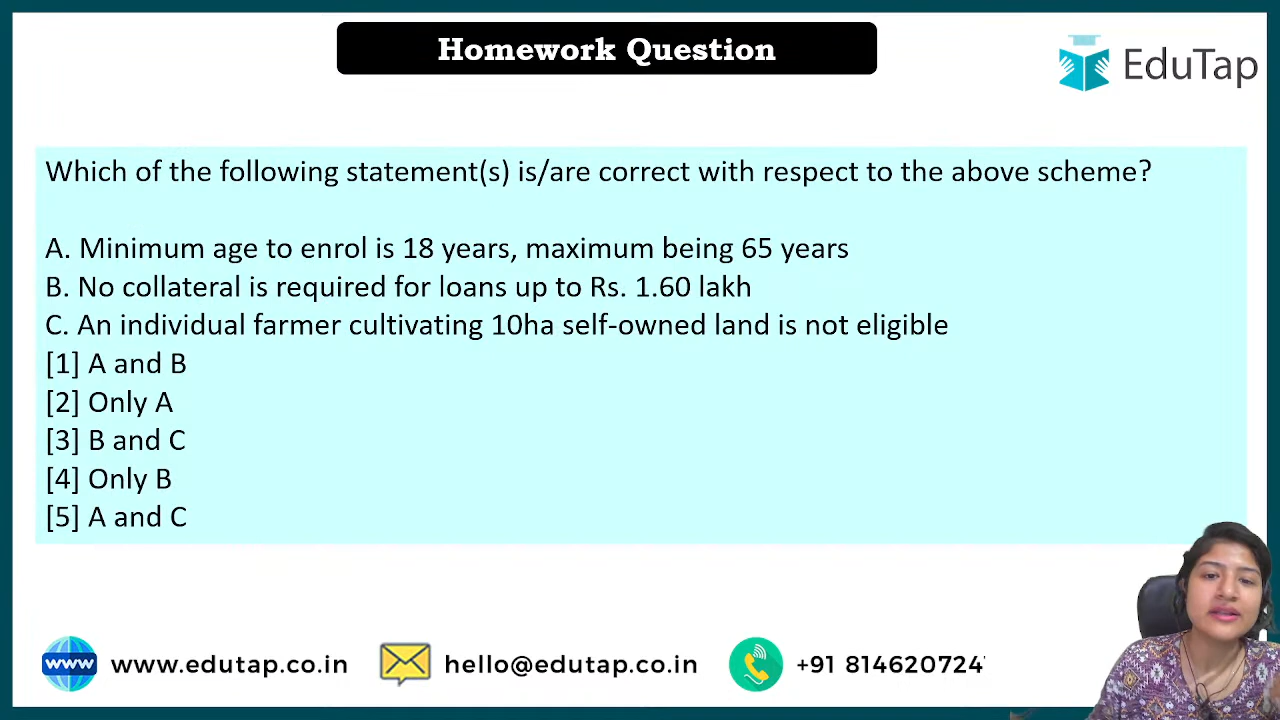 Homework Question
EduTap
Which of the following statement(s) is/are correct with respect to the above scheme?
A. Minimum age to enrol is 18 years, maximum being 65 years
B. No collateral is required for loans up to Rs. 1.60 lakh
C. An individual farmer cultivating 10ha self-owned land is not eligible
[1] A and B
[2] Only A
[3] B and C
[4] Only B
[5] A and C
www www.edutap.co.in hello@edutap.co.in +91 814620724